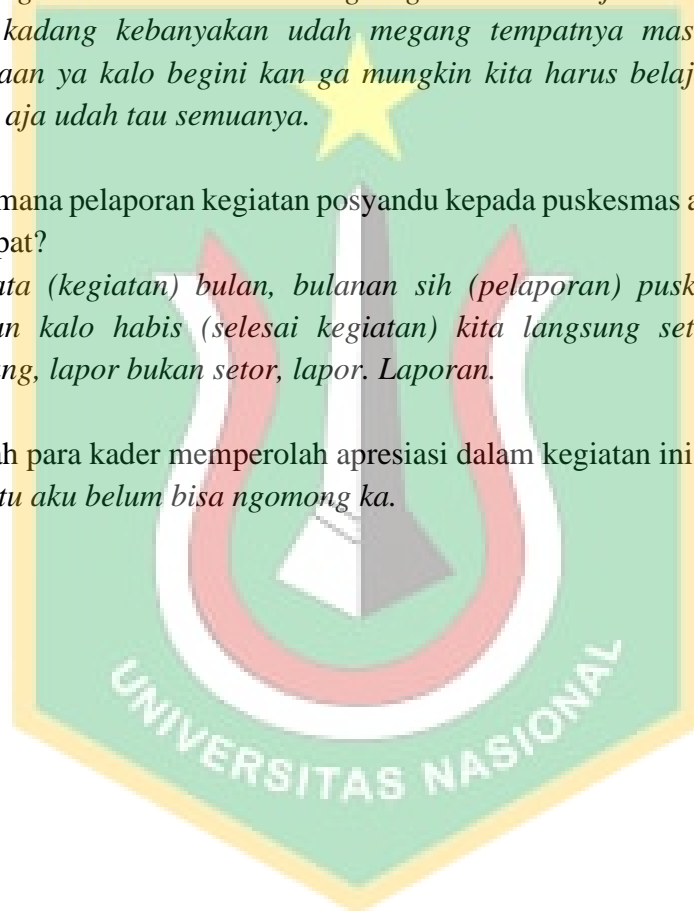 kadang kebanyakan udah megang tempatnya mas
aan ya kalo begini kan ga mungkin kita harus belaj
aja udah tau semuanya.
mana pelaporan kegiatan posyandu kepada puskesmas a
pat?
ata (kegiatan) bulan, bulanan sih (pelaporan) pusk
un kalo habis (selesai kegiatan) kita langsung set
ng, lapor bukan setor, lapor. Laporan.
ah para kader memperolah apresiasi dalam kegiatan ini
tu aku belum bisa ngomong ka.
UNIVERSITAS NASIONAL